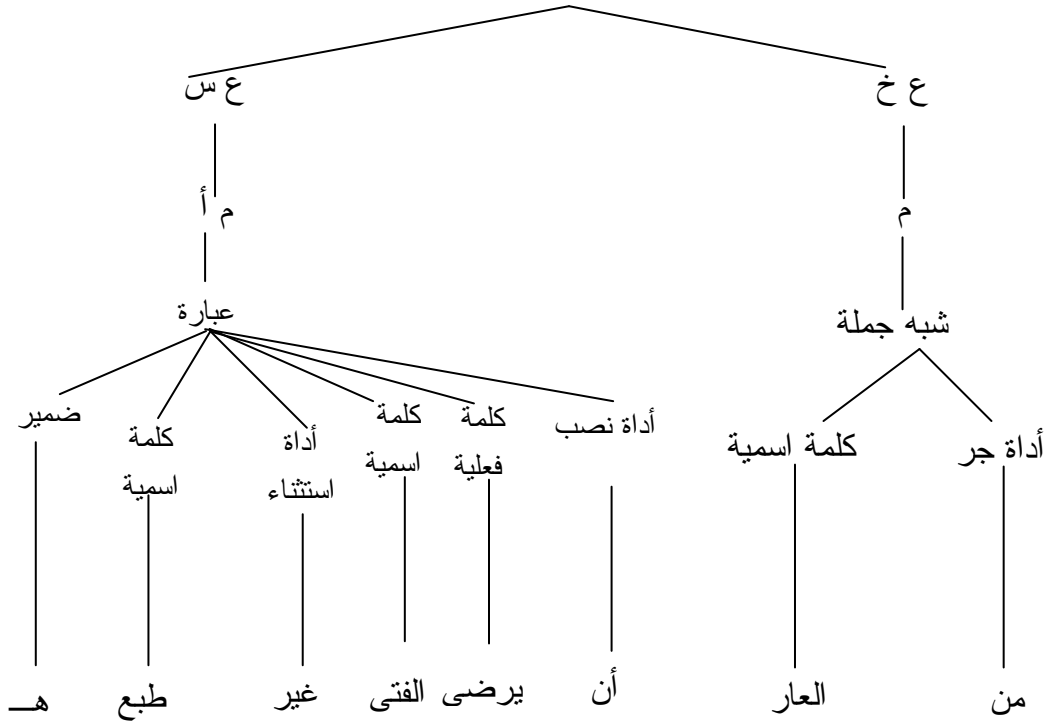 ع خ
ع س
م
م أ
شبه جملة
عبارة
أداة جر
كلمة اسمية
أداة نصب
كلمة
فعلية
كلمة
اسمية
أداة
استثناء
كلمة
اسمية
ضمير
من
العار
أن
يرضى
الفتى
غير
طبع
هــ